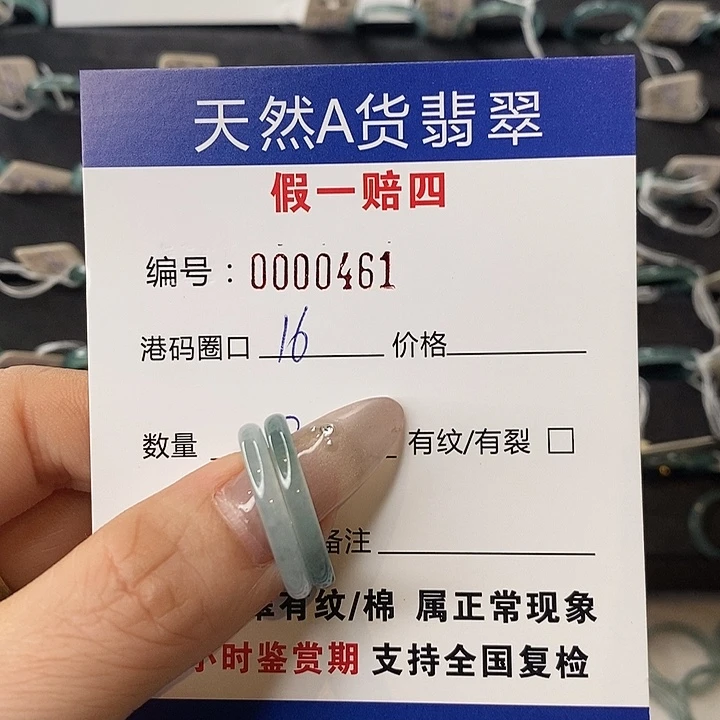 天然A货翡翠
假一赔四
编号：0000461
港码圈口 16 价格
数量 有纹/有裂 □
备注
有纹/棉 属正常现象
小时鉴赏期 支持全国复检